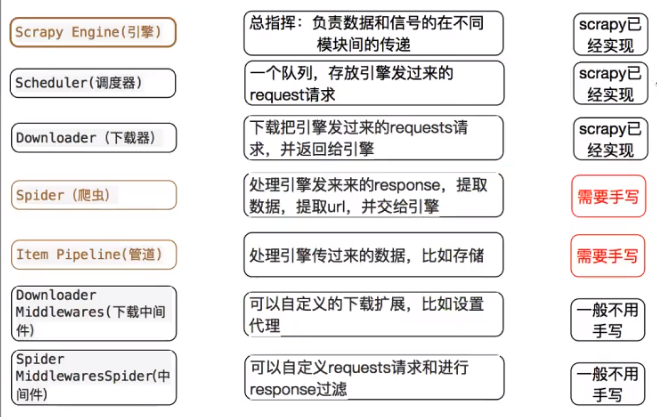 Scrapy Engine(引擎)
总指挥：负责数据和信号的在不同
模块间的传递
scrapy已
经实现
Scheduler(调度器)
一个队列，存放引擎发过来的
request请求
scrapy已
经实现
Downloader（下载器）
下载把引擎发过来的requests请
求，并返回给引擎
scrapy已
经实现
Spider（爬虫）
处理引擎发来来的response，提取
数据，提取url，并交给引擎
需要手写
Item Pipeline(管道)
处理引擎传过来的数据，比如存储
需要手写
Downloader
Middlewares(下载中间
件)
可以自定义的下载扩展，比如设置
代理
一般不用
手写
Spider
MiddlewaresSpider(中
间件)
可以自定义requests请求和进行
response过滤
一般不用
手写